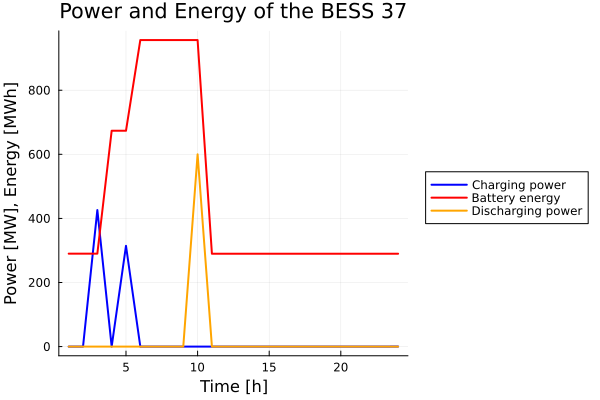 Power and Energy of the BESS 37
Power [MW], Energy [MWh]
800
600
400
200
0
5
10
15
20
Time [h]
Charging power
Battery energy
Discharging power